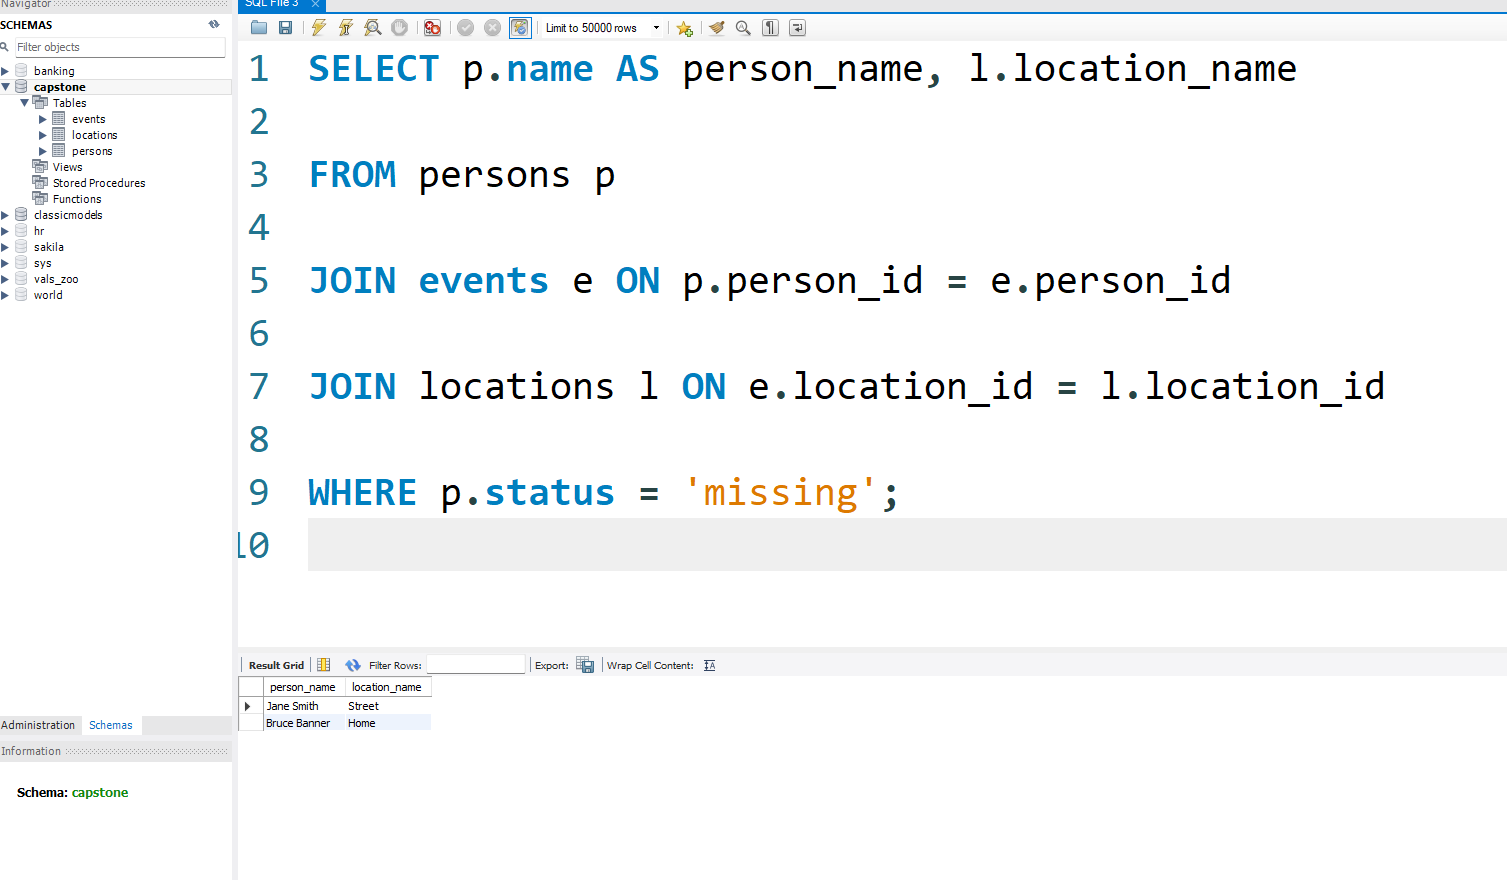 Navigator
SCHEMAS
Filter objects
banking
capstone
Tables
events
locations
persons
Views
Stored Procedures
Functions
classicmodels
hr
sakila
sys
vals_zoo
world
Administration Schemas
Information
Schema: capstone
SQL File 3
Limit to 50000 rows
1 SELECT p.name AS person_name, l.location_name
2
3 FROM persons p
4
5 JOIN events e ON p.person_id = e.person_id
6
7 JOIN locations l ON e.location_id = l.location_id
8
9 WHERE p.status = 'missing';
10
Result Grid Filter Rows: Export: Wrap Cell Content:
person_name location_name
Jane Smith Street
Bruce Banner Home